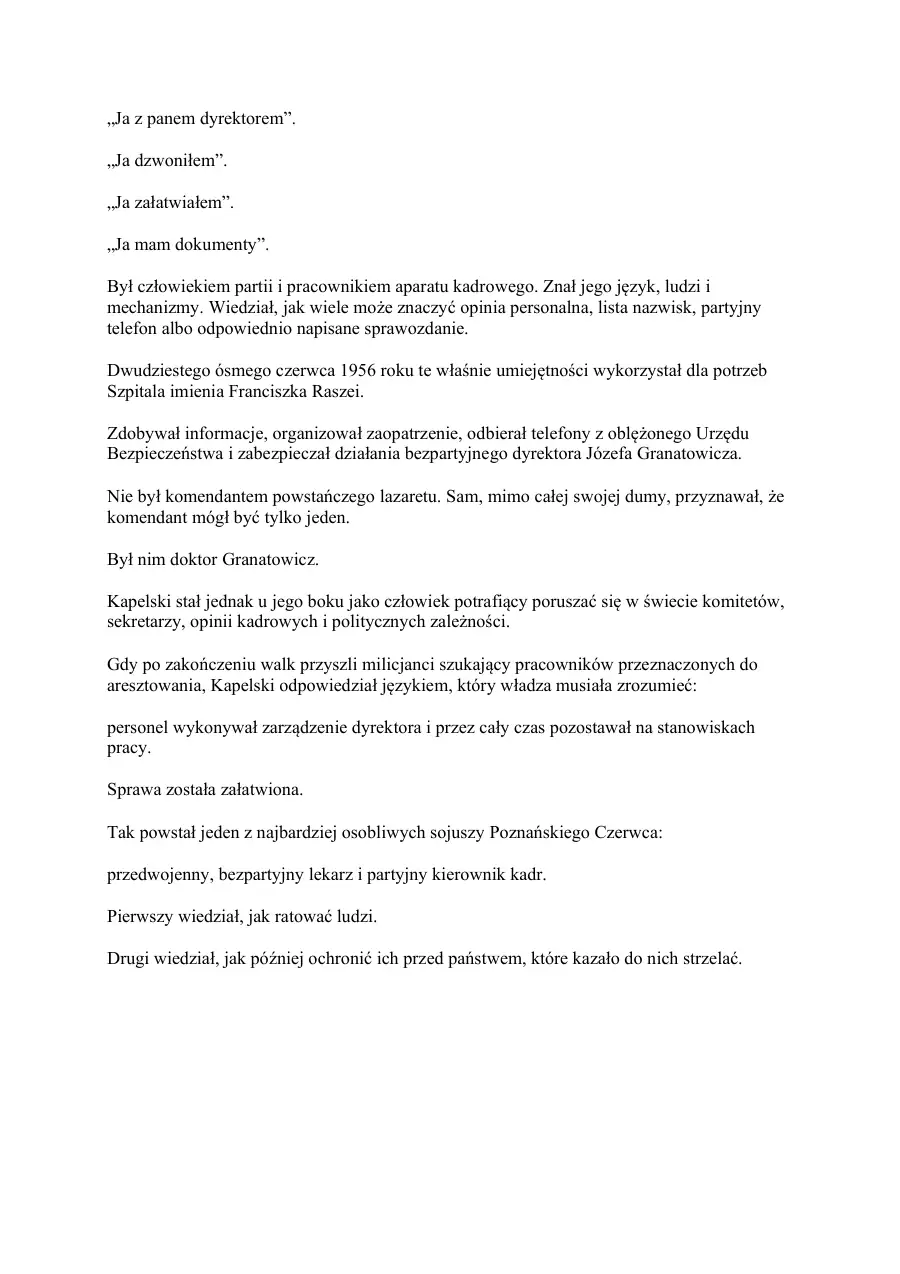 „Ja z panem dyrektorem”.
„Ja dzwoniłem”.
„Ja załatwiałem”.
„Ja mam dokumenty”.
Był człowiekiem partii i pracownikiem aparatu kadrowego. Znał jego język, ludzi i
mechanizmy. Wiedział, jak wiele może znaczyć opinia personalna, lista nazwisk, partyjny
telefon albo odpowiednio napisane sprawozdanie.
Dwudziestego ósmego czerwca 1956 roku te właśnie umiejętności wykorzystał dla potrzeb
Szpitala imienia Franciszka Raszei.
Zdobywał informacje, organizował zaopatrzenie, odbierał telefony z oblężonego Urzędu
Bezpieczeństwa i zabezpieczał działania bezpartyjnego dyrektora Józefa Granatowicza.
Nie był komendantem powstańczego lazaretu. Sam, mimo całej swojej dumy, przyznawał, że
komendant mógł być tylko jeden.
Był nim doktor Granatowicz.
Kapelski stał jednak u jego boku jako człowiek potrafiący poruszać się w świecie komitetów,
sekretarzy, opinii kadrowych i politycznych zależności.
Gdy po zakończeniu walk przyszli milicjanci szukający pracowników przeznaczonych do
aresztowania, Kapelski odpowiedział językiem, który władza musiała zrozumieć:
personel wykonywał zarządzenie dyrektora i przez cały czas pozostawał na stanowiskach
pracy.
Sprawa została załatwiona.
Tak powstał jeden z najbardziej osobliwych sojuszy Poznańskiego Czerwca:
przedwojenny, bezpartyjny lekarz i partyjny kierownik kadr.
Pierwszy wiedział, jak ratować ludzi.
Drugi wiedział, jak później ochronić ich przed państwem, które kazało do nich strzelać.